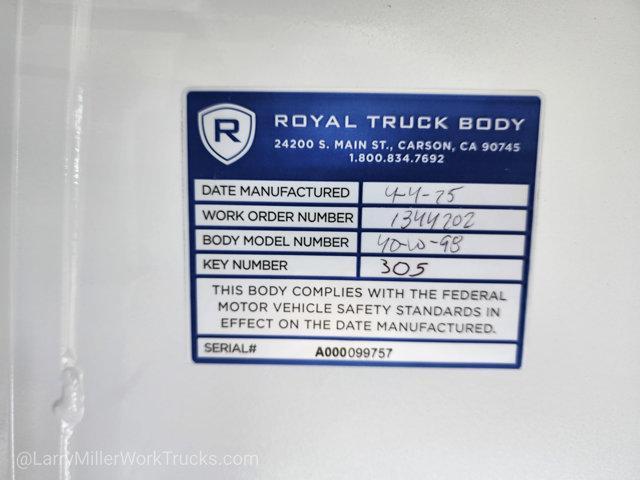 R
ROYAL TRUCK BODY
24200 S. MAIN ST., CARSON, CA 90745
1.800.834.7692
DATE MANUFACTURED 4-4-25
WORK ORDER NUMBER 1344202
BODY MODEL NUMBER 40-W-98
KEY NUMBER 305
THIS BODY COMPLIES WITH THE FEDERAL
MOTOR VEHICLE SAFETY STANDARDS IN
EFFECT ON THE DATE MANUFACTURED.
SERIAL# A000099757
@LarryMillerWorkTrucks.com